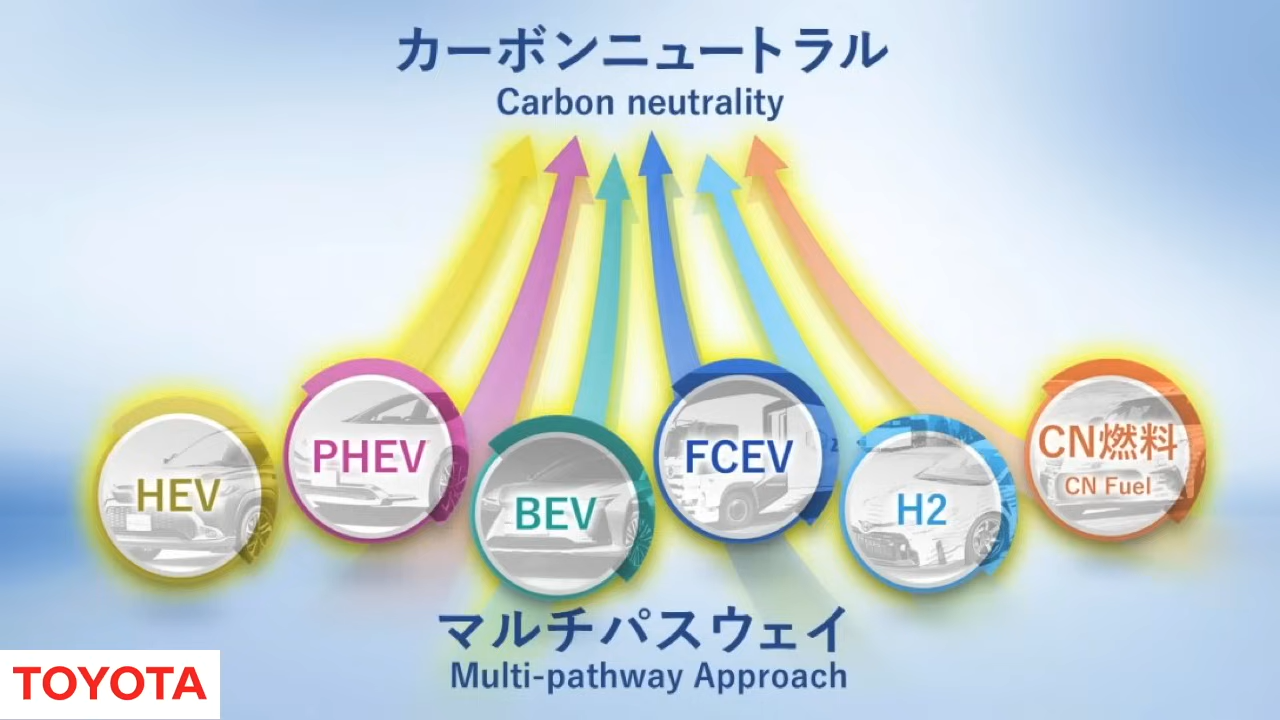 カーボンニュートラル
Carbon neutrality
HEV
PHEV
BEV
FCEV
H2
CN燃料
CN Fuel
マルチパスウェイ
Multi-pathway Approach
TOYOTA